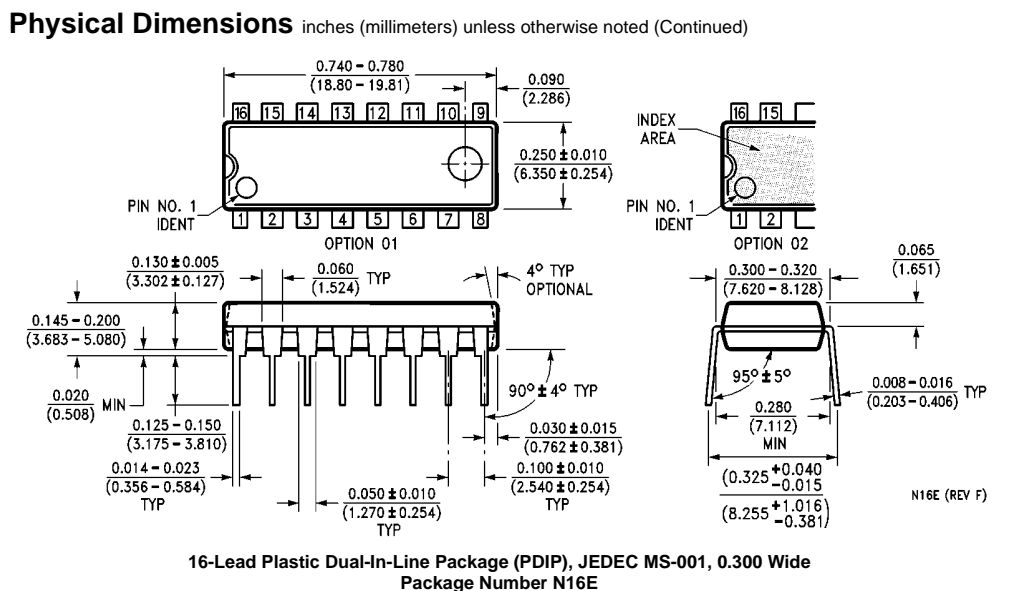 Physical Dimensions inches (millimeters) unless otherwise noted (Continued)
0.740 – 0.780
(18.80 – 19.81)
0.090
(2.286)
16 15 14 13 12 11 10 9
0.250 ± 0.010
(6.350 ± 0.254)
PIN NO. 1
IDENT
1 2 3 4 5 6 7 8
OPTION 01
INDEX
AREA
16 15
PIN NO. 1
IDENT
1 2
OPTION 02
0.130 ± 0.005
(3.302 ± 0.127)
0.060
(1.524)
TYP
4° TYP
OPTIONAL
0.145 – 0.200
(3.683 – 5.080)
0.020
(0.508)
MIN
0.125 – 0.150
(3.175 – 3.810)
0.014 – 0.023
(0.356 – 0.584)
TYP
0.050 ± 0.010
(1.270 ± 0.254)
TYP
90° ± 4° TYP
0.030 ± 0.015
(0.762 ± 0.381)
0.100 ± 0.010
(2.540 ± 0.254)
TYP
0.300 – 0.320
(7.620 – 8.128)
0.065
(1.651)
95° ± 5°
0.008 – 0.016
(0.203 – 0.406)
TYP
0.280
(7.112)
MIN
(0.325 +0.040
–0.015
(8.255 +1.016
–0.381)
N16E (REV F)
16-Lead Plastic Dual-In-Line Package (PDIP), JEDEC MS-001, 0.300 Wide
Package Number N16E